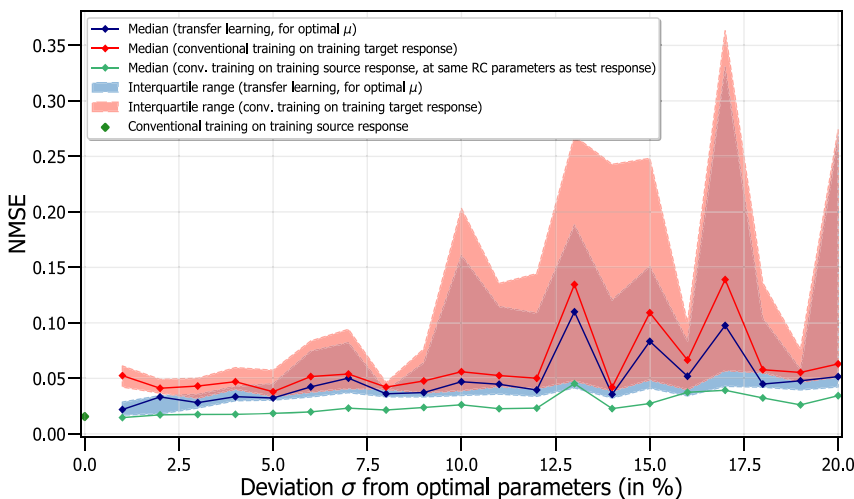 Median (transfer learning, for optimal μ)
Median (conventional training on training target response)
Median (conv. training on training source response, at same RC parameters as test response)
Interquartile range (transfer learning, for optimal μ)
Interquartile range (conv. training on training target response)
Conventional training on training source response
NMSE
0.35
0.30
0.25
0.20
0.15
0.10
0.05
0.00
0.0 2.5 5.0 7.5 10.0 12.5 15.0 17.5 20.0
Deviation σ from optimal parameters (in %)